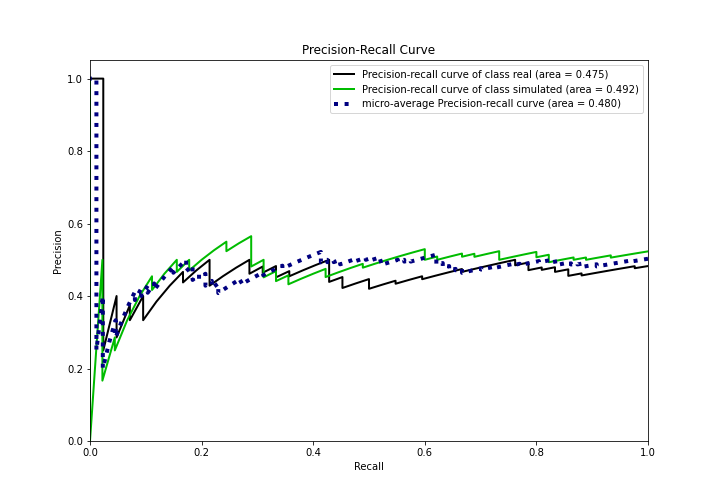 Precision-Recall Curve
Precision-recall curve of class real (area = 0.475)
Precision-recall curve of class simulated (area = 0.492)
micro-average Precision-recall curve (area = 0.480)
Precision
1.0
0.8
0.6
0.4
0.2
0.0
0.0 0.2 0.4 0.6 0.8 1.0
Recall